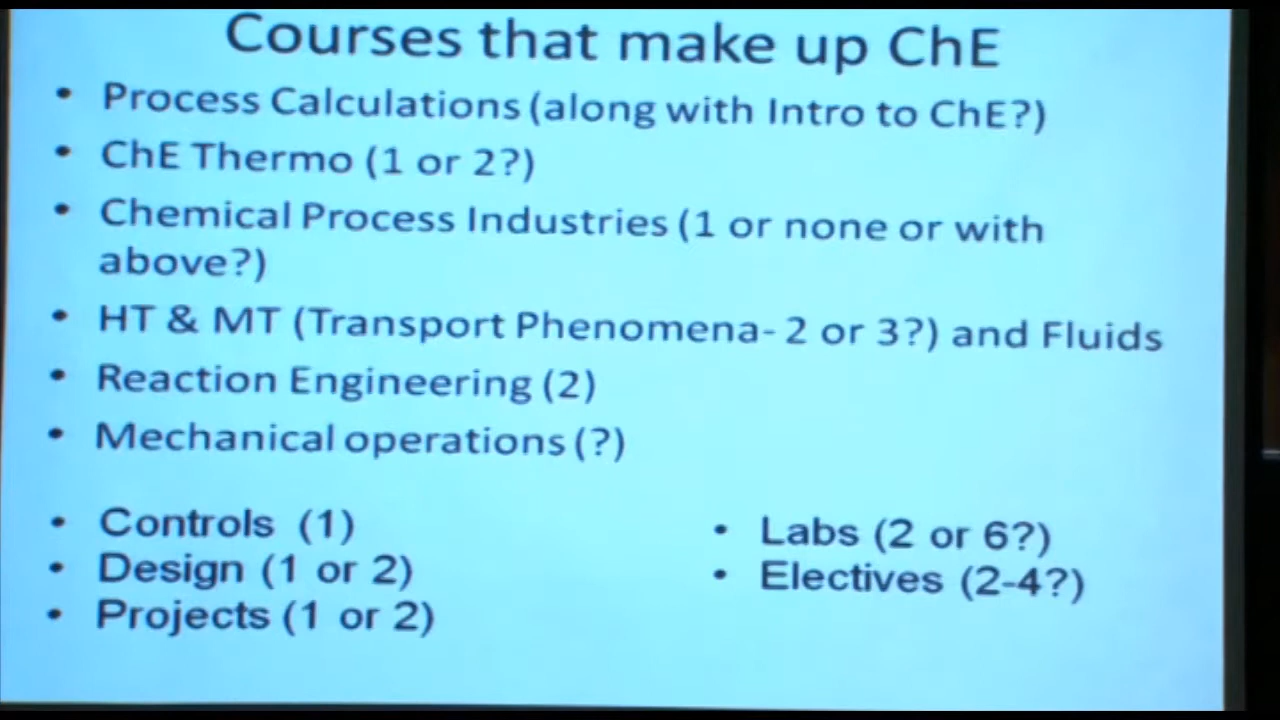 Courses that make up ChE
• Process Calculations (along with Intro to ChE?)
• ChE Thermo (1 or 2?)
• Chemical Process Industries (1 or none or with
above?)
• HT & MT (Transport Phenomena- 2 or 3?) and Fluids
• Reaction Engineering (2)
• Mechanical operations (?)
• Controls (1)
• Design (1 or 2)
• Projects (1 or 2)
• Labs (2 or 6?)
• Electives (2-4?)